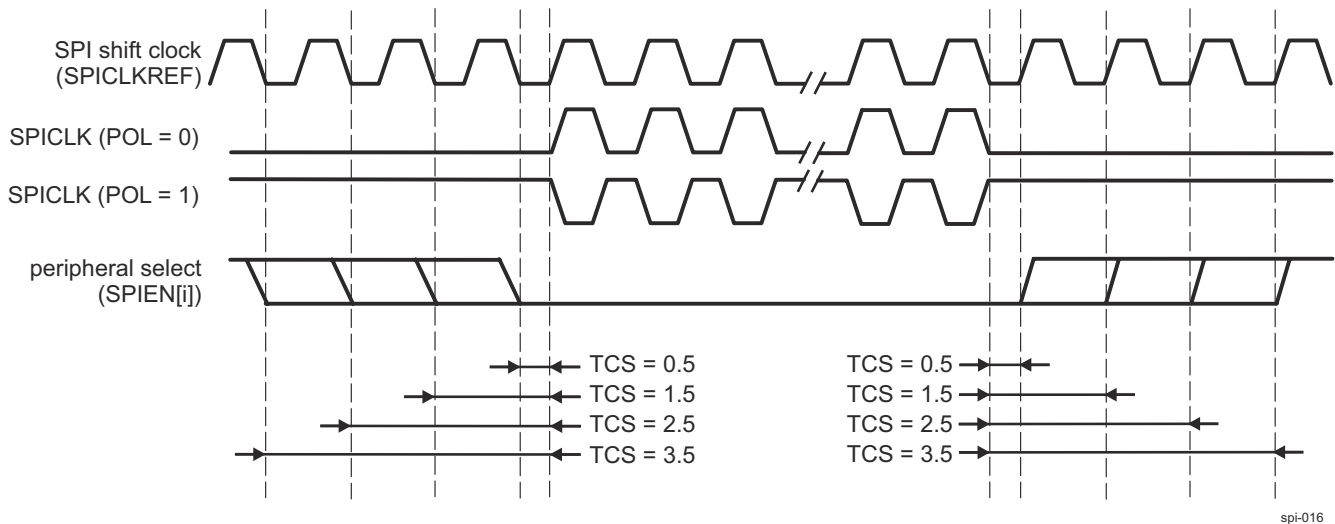 SPI shift clock
(SPICLKREF)
SPICLK (POL = 0)
SPICLK (POL = 1)
peripheral select
(SPIEN[i])
TCS = 0.5 TCS = 0.5
TCS = 1.5 TCS = 1.5
TCS = 2.5 TCS = 2.5
TCS = 3.5 TCS = 3.5
spi-016